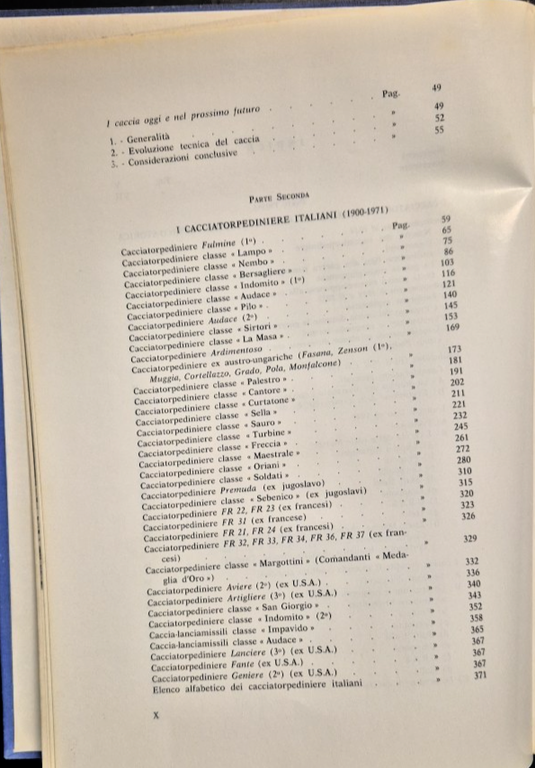 Pag. 49
I caccia oggi e nel prossimo futuro . . . . . » 49
1. - Generalità . . . . . . » 49
2. - Evoluzione tecnica del caccia . . . . » 52
3. - Considerazioni conclusive . . . . . » 55
PARTE SECONDA
I CACCIATORPEDINIERE ITALIANI (1900-1971)
Cacciatorpediniere Fulmine (1º) . . . . . Pag. 59
Cacciatorpediniere classe « Lampo » . . . . . » 65
Cacciatorpediniere classe « Nembo » . . . . . » 75
Cacciatorpediniere classe « Bersagliere » . . . . » 86
Cacciatorpediniere classe « Indomito » (1º) . . . . » 103
Cacciatorpediniere classe « Audace » . . . . . » 116
Cacciatorpediniere classe « Pilo » . . . . . » 121
Cacciatorpediniere Audace (2º) . . . . . » 140
Cacciatorpediniere classe « Sirtori » . . . . . » 145
Cacciatorpediniere classe « La Masa » . . . . . » 153
Cacciatorpediniere Ardimentoso . . . . . » 169
Cacciatorpediniere ex austro-ungariche (Fasana, Zenson (1º),
Muggia, Cortellazzo, Grado, Pola, Monfalcone) . . . » 173
Cacciatorpediniere classe « Palestro » . . . . . » 181
Cacciatorpediniere classe « Cantore » . . . . . » 191
Cacciatorpediniere classe « Curtatone » . . . . . » 202
Cacciatorpediniere classe « Sella » . . . . . » 211
Cacciatorpediniere classe « Sauro » . . . . . » 221
Cacciatorpediniere classe « Turbine » . . . . . » 232
Cacciatorpediniere classe « Freccia » . . . . . » 245
Cacciatorpediniere classe « Maestrale » . . . . . » 261
Cacciatorpediniere classe « Oriani » . . . . . » 272
Cacciatorpediniere classe « Soldati » . . . . . » 280
Cacciatorpediniere Premuda (ex jugoslavo) . . . . » 310
Cacciatorpediniere classe « Sebenico » (ex jugoslavi) . . . » 315
Cacciatorpediniere FR 22, FR 23 (ex francesi) . . . . » 320
Cacciatorpediniere FR 31 (ex francese) . . . . . » 323
Cacciatorpediniere FR 21, FR 24 (ex francesi) . . . . » 326
Cacciatorpediniere FR 32, FR 33, FR 34, FR 36, FR 37 (ex fran-
cesi) . . . . . . . » 329
Cacciatorpediniere classe « Margottini » (Comandanti « Meda-
glia d'Oro ») . . . . . . » 332
Cacciatorpediniere Aviere (2º) (ex U.S.A.) . . . . » 336
Cacciatorpediniere Artigliere (3º) (ex U.S.A.) . . . . » 340
Cacciatorpediniere classe « San Giorgio » . . . . » 343
Cacciatorpediniere classe « Indomito » (2º) . . . . » 352
Caccia-lanciamissili classe « Impavido » . . . . » 358
Caccia-lanciamissili classe « Audace » . . . . . » 365
Cacciatorpediniere Lanciere (3º) (ex U.S.A.) . . . . » 367
Cacciatorpediniere Fante (ex U.S.A.) . . . . . » 367
Cacciatorpediniere Geniere (2º) (ex U.S.A.) . . . . » 367
Elenco alfabetico dei cacciatorpediniere italiani . . . » 371
X